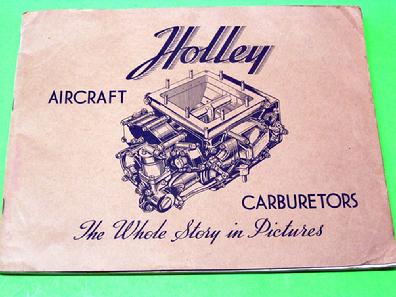 Holley
AIRCRAFT
CARBURETORS
The Whole Story in Pictures